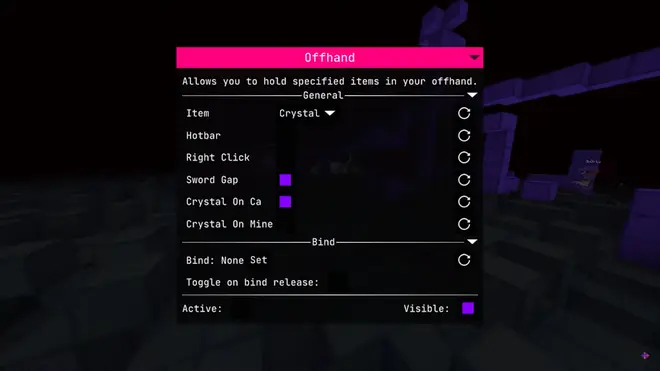 Offhand
Allows you to hold specified items in your offhand.
General
Item Crystal
Hotbar
Right Click
Sword Gap
Crystal On Ca
Crystal On Mine
Bind
Bind: None Set
Toggle on bind release:
Active: Visible: